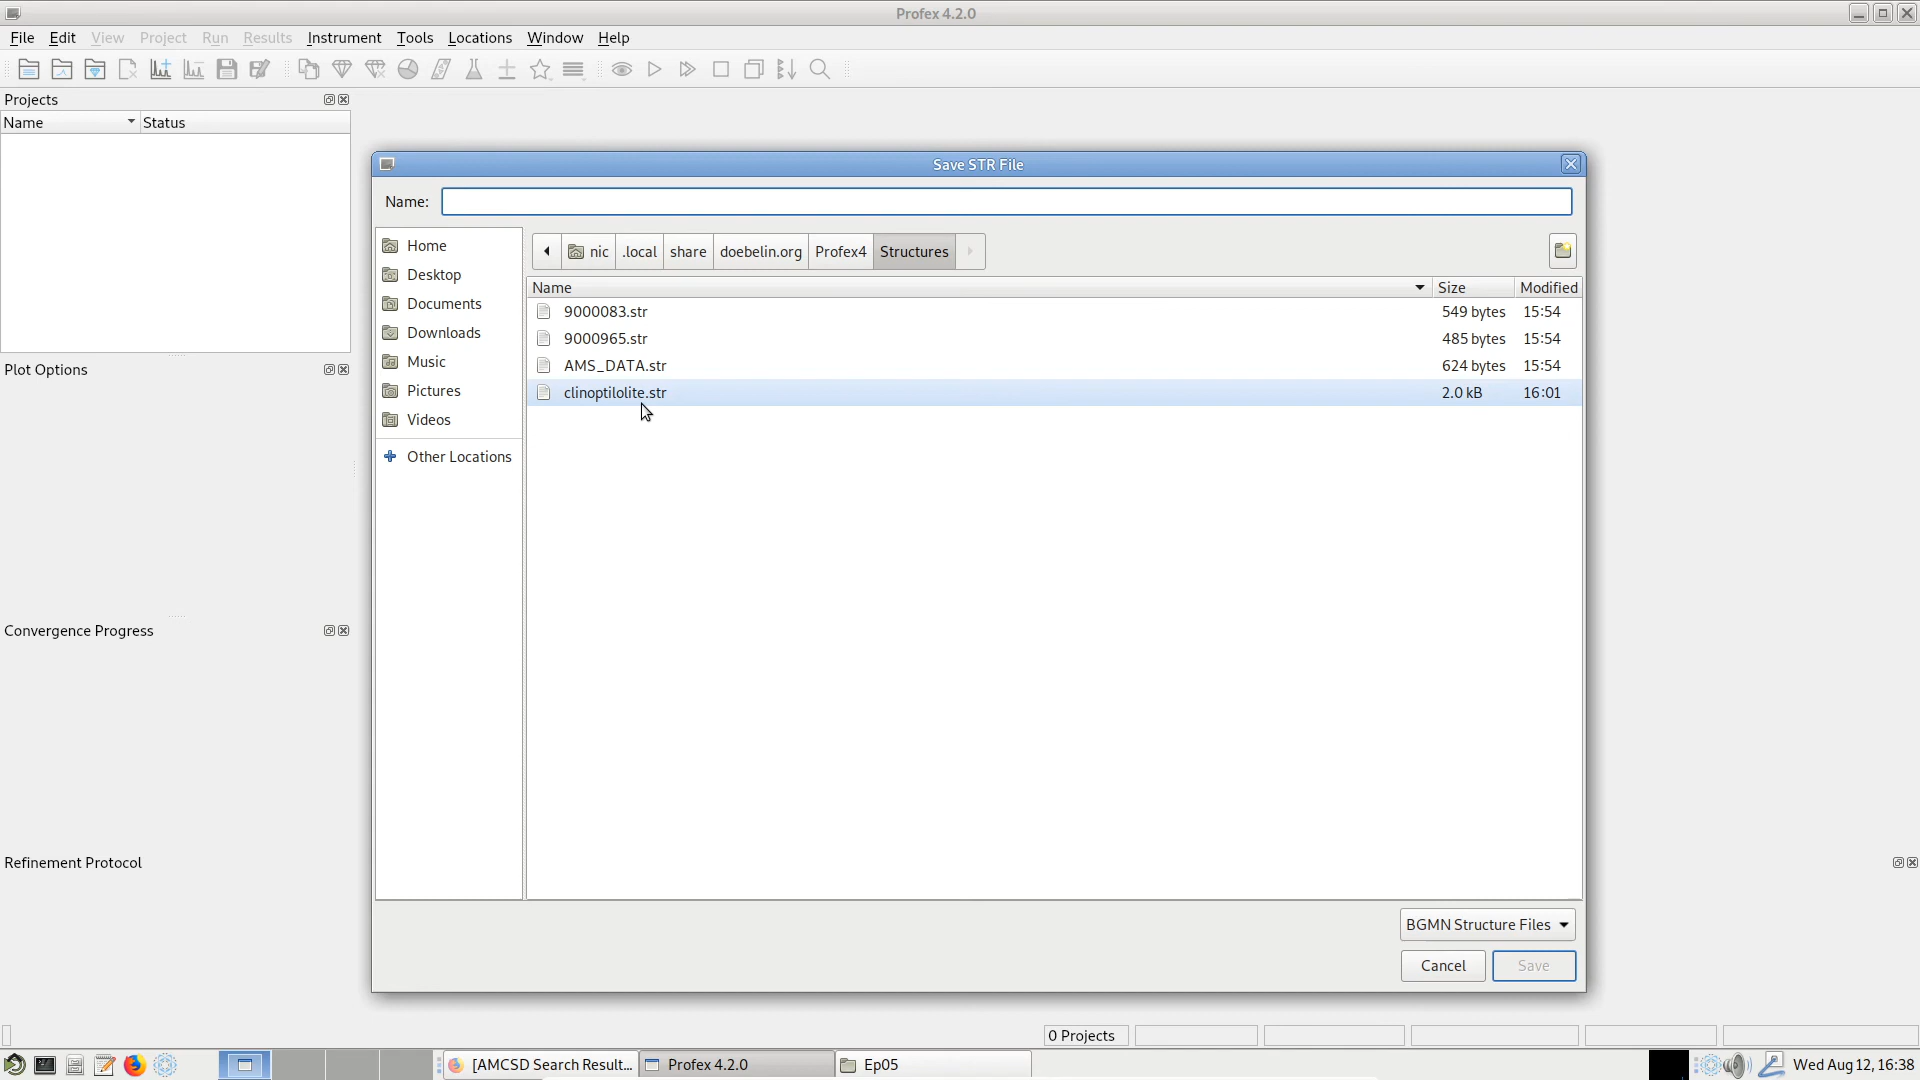 Profex 4.2.0
File Edit View Project Run Results Instrument Tools Locations Window Help
Projects
Name Status
Plot Options
Convergence Progress
Refinement Protocol
Save STR File
Name:
Home
Desktop
Documents
Downloads
Music
Pictures
Videos
Other Locations
nic .local share doebelin.org Profex4 Structures
Name Size Modified
9000083.str 549 bytes 15:54
9000965.str 485 bytes 15:54
AMS_DATA.str 624 bytes 15:54
clinoptilolite.str 2.0 kB 16:01
BGMN Structure Files
Cancel Save
0 Projects
[AMCSD Search Result... Profex 4.2.0 Ep05 Wed Aug 12, 16:38